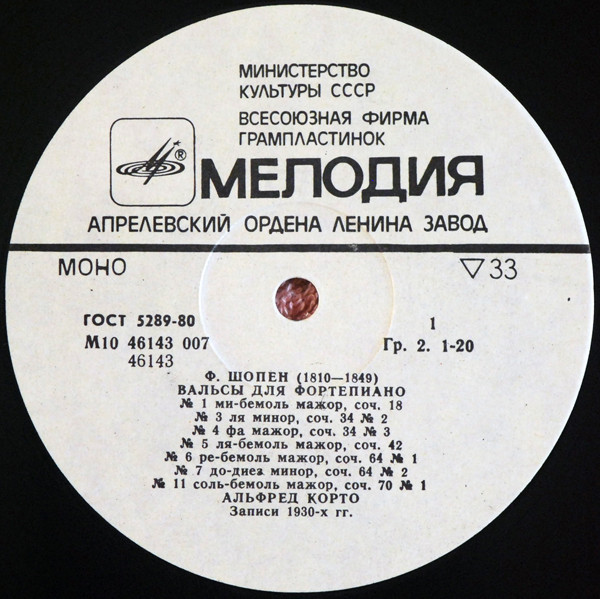 МИНИСТЕРСТВО
КУЛЬТУРЫ СССР
ВСЕСОЮЗНАЯ ФИРМА
ГРАМПЛАСТИНОК
®
МЕЛОДИЯ
АПРЕЛЕВСКИЙ ОРДЕНА ЛЕНИНА ЗАВОД
МОНО ▽33
ГОСТ 5289-80 1
М10 46143 007 Гр. 2. 1-20
46143
Ф. ШОПЕН (1810—1849)
ВАЛЬСЫ ДЛЯ ФОРТЕПИАНО
№ 1 ми-бемоль мажор, соч. 18
№ 3 ля минор, соч. 34 № 2
№ 4 фа мажор, соч. 34 № 3
№ 5 ля-бемоль мажор, соч. 42
№ 6 ре-бемоль мажор, соч. 64 № 1
№ 7 до-диез минор, соч. 64 № 2
№ 11 соль-бемоль мажор, соч. 70 № 1
АЛЬФРЕД КОРТО
Записи 1930-х гг.